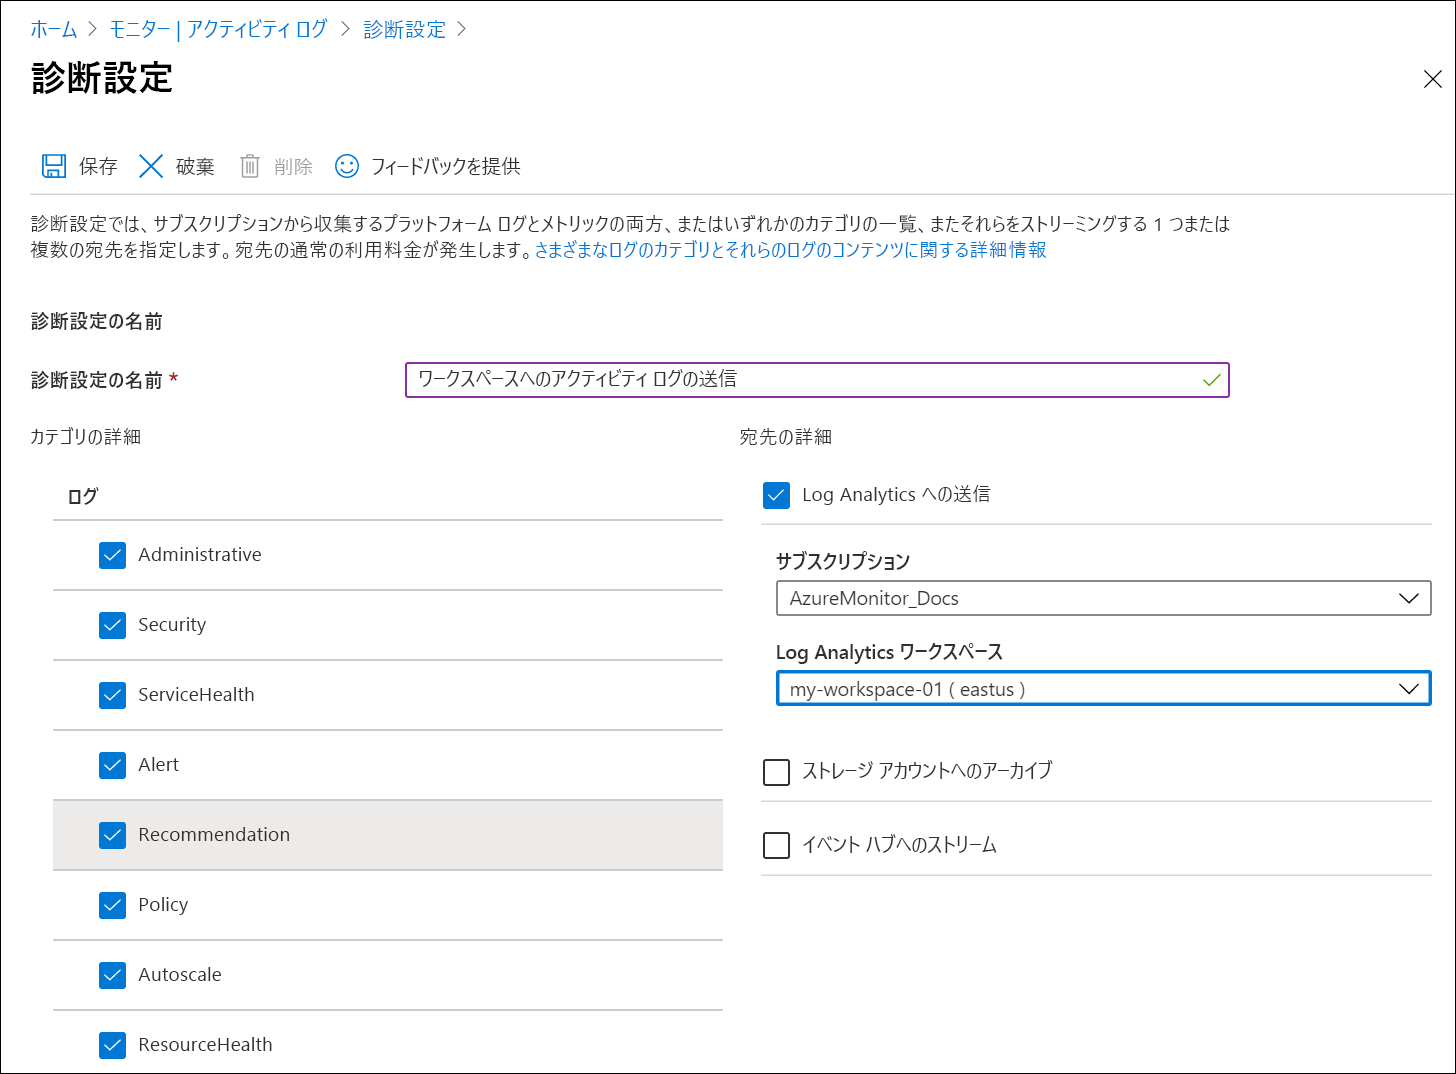 ホーム > モニター | アクティビティ ログ > 診断設定 >
診断設定
保存 破棄 削除 フィードバックを提供
診断設定では、サブスクリプションから収集するプラットフォーム ログとメトリックの両方、またはいずれかのカテゴリの一覧、またそれらをストリーミングする 1 つまたは
複数の宛先を指定します。宛先の通常の利用料金が発生します。さまざまなログのカテゴリとそれらのログのコンテンツに関する詳細情報
診断設定の名前
診断設定の名前 *
ワークスペースへのアクティビティ ログの送信
カテゴリの詳細
ログ
Administrative
Security
ServiceHealth
Alert
Recommendation
Policy
Autoscale
ResourceHealth
宛先の詳細
Log Analytics への送信
サブスクリプション
AzureMonitor_Docs
Log Analytics ワークスペース
my-workspace-01 ( eastus )
ストレージ アカウントへのアーカイブ
イベント ハブへのストリーム